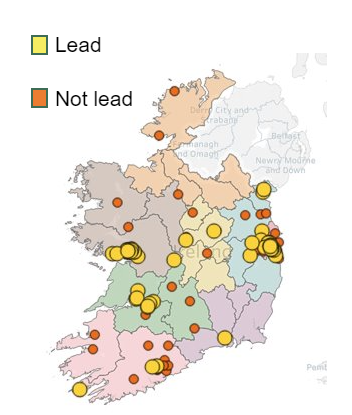 Lead
Not lead
Derry City and
Strabane
Belfast
Fermanagh
and Omagh
Newry Mourne
and Down